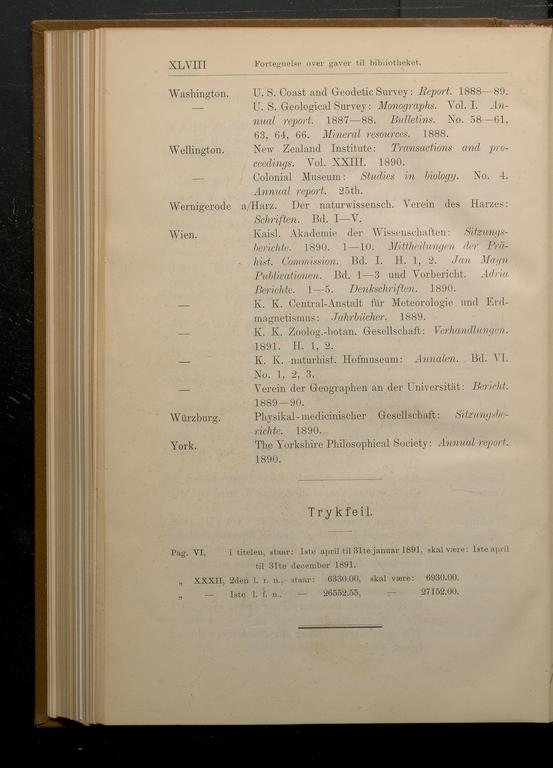 XLVIII Fortegnelse over gaver til bibliotheket.
Washington. U. S. Coast and Geodetic Survey: Report. 1888—89.
— U. S. Geological Survey: Monographs. Vol. I. An-
nual report. 1887—88. Bulletins. No. 58—61,
63, 64, 66. Mineral resources. 1888.
Wellington. New Zealand Institute: Transactions and pro-
ceedings. Vol. XXIII. 1890.
— Colonial Museum: Studies in biology. No. 4.
Annual report. 25th.
Wernigerode a/Harz. Der naturwissensch. Verein des Harzes:
Schriften. Bd. I—V.
Wien. Kaisl. Akademie der Wissenschaften: Sitzungs-
berichte. 1890. 1—10. Mittheilungen der Prä-
hist. Commission. Bd. I. H. 1, 2. Jan Mayn
Publicationen. Bd. 1—3 und Vorbericht. Adria
Berichte. 1—5. Denkschriften. 1890.
— K. K. Central-Anstalt für Meteorologie und Erd-
magnetismus: Jahrbücher. 1889.
— K. K. Zoolog.-botan. Gesellschaft: Verhandlungen.
1891. H. 1, 2.
— K. K. naturhist. Hofmuseum: Annalen. Bd. VI.
No. 1, 2, 3.
— Verein der Geographen an der Universität: Bericht.
1889—90.
Würzburg. Physikal-medicinischer Gesellschaft: Sitzungsbe-
richte. 1890.
York. The Yorkshire Philosophical Society: Annual report.
1890.
Trykfeil.
Pag. VI, i titelen, staar: 1ste april til 31te januar 1891, skal være: 1ste april
til 31te december 1891.
„ XXXII, 2den l. r. n., staar: 6330.00, skal være: 6930.00.
„ — 1ste l. f. n., — 26552.55, — 27152.00.